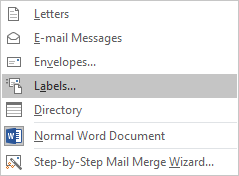 Letters
E-mail Messages
Envelopes...
Labels...
Directory
Normal Word Document
Step-by-Step Mail Merge Wizard...